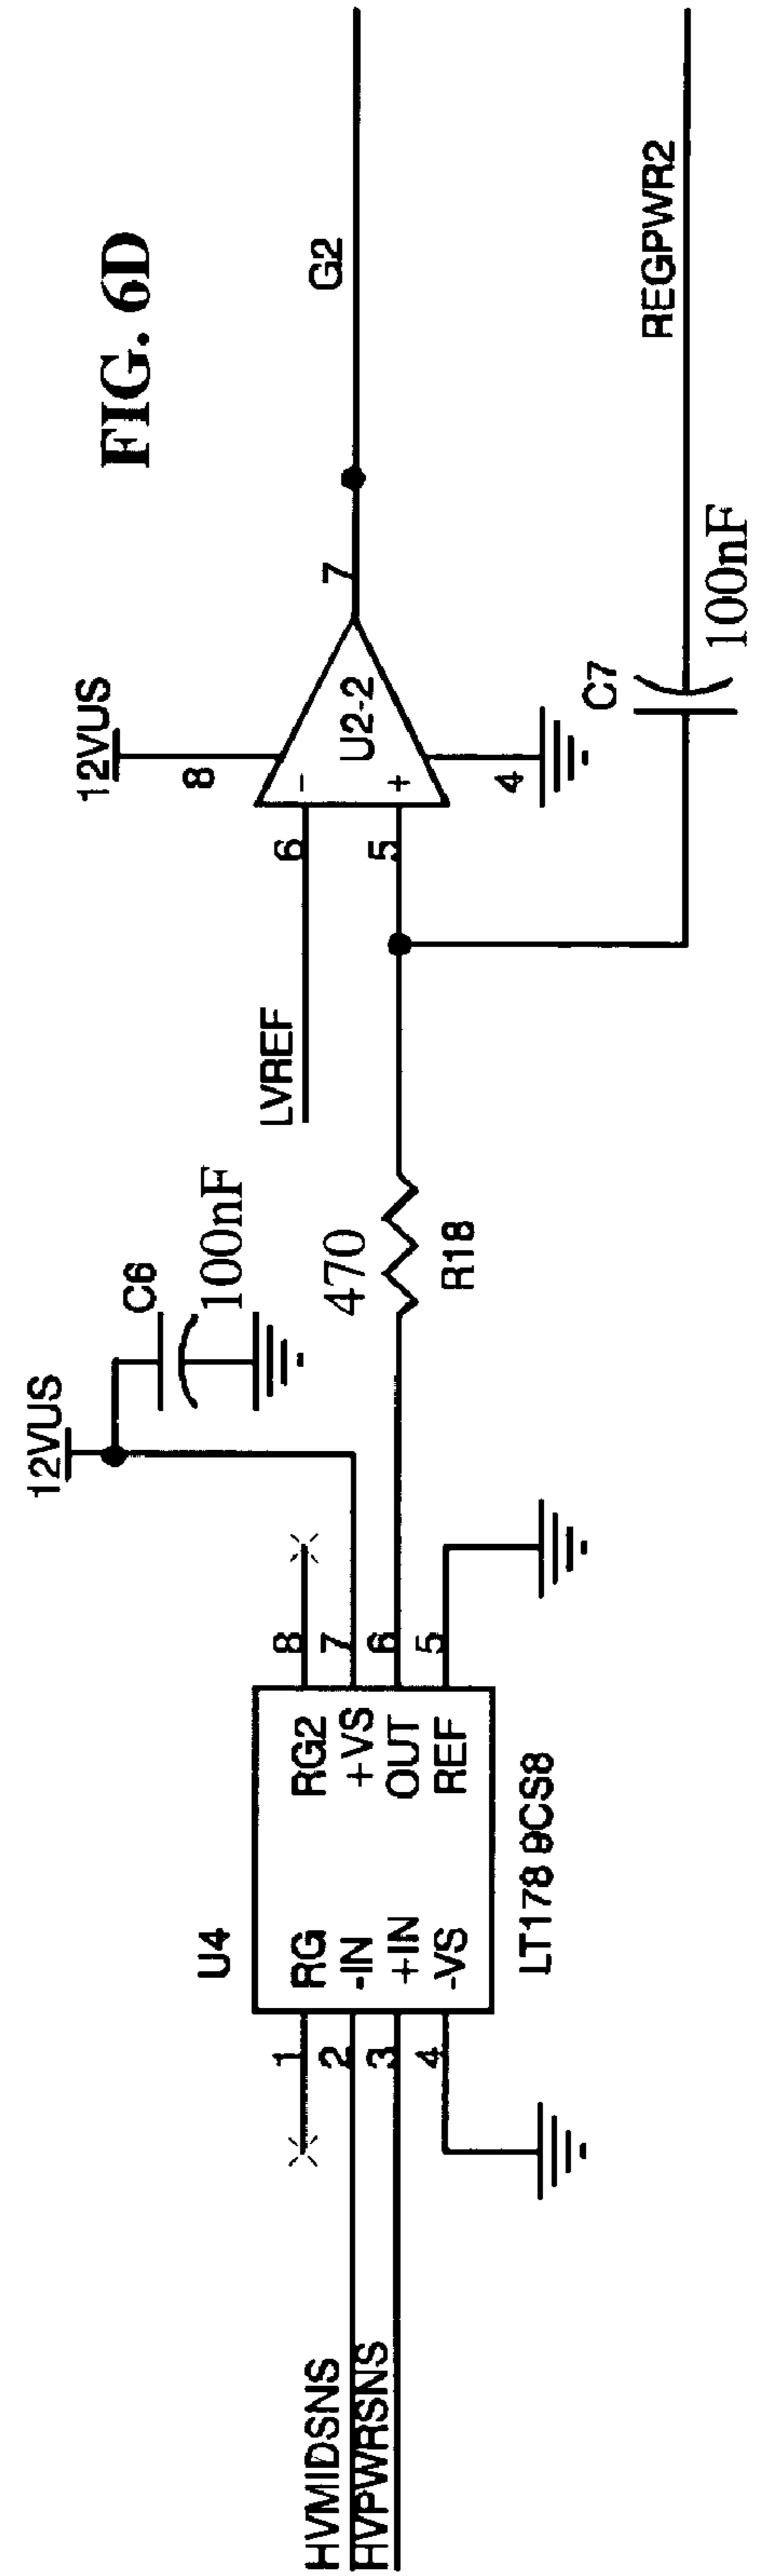 FIG. 6D
12VUS
C6
100nF
12VUS
8
G2
7
U2-2
-
+
6
5
4
LVREF
470
R18
C7
100nF
REGPWR2
U4
HVMIDSNS
HVPWRSNS
1
2
3
4
RG
-IN
+IN
-VS
RG2
+VS
OUT
REF
8
7
6
5
LT178 9CS8